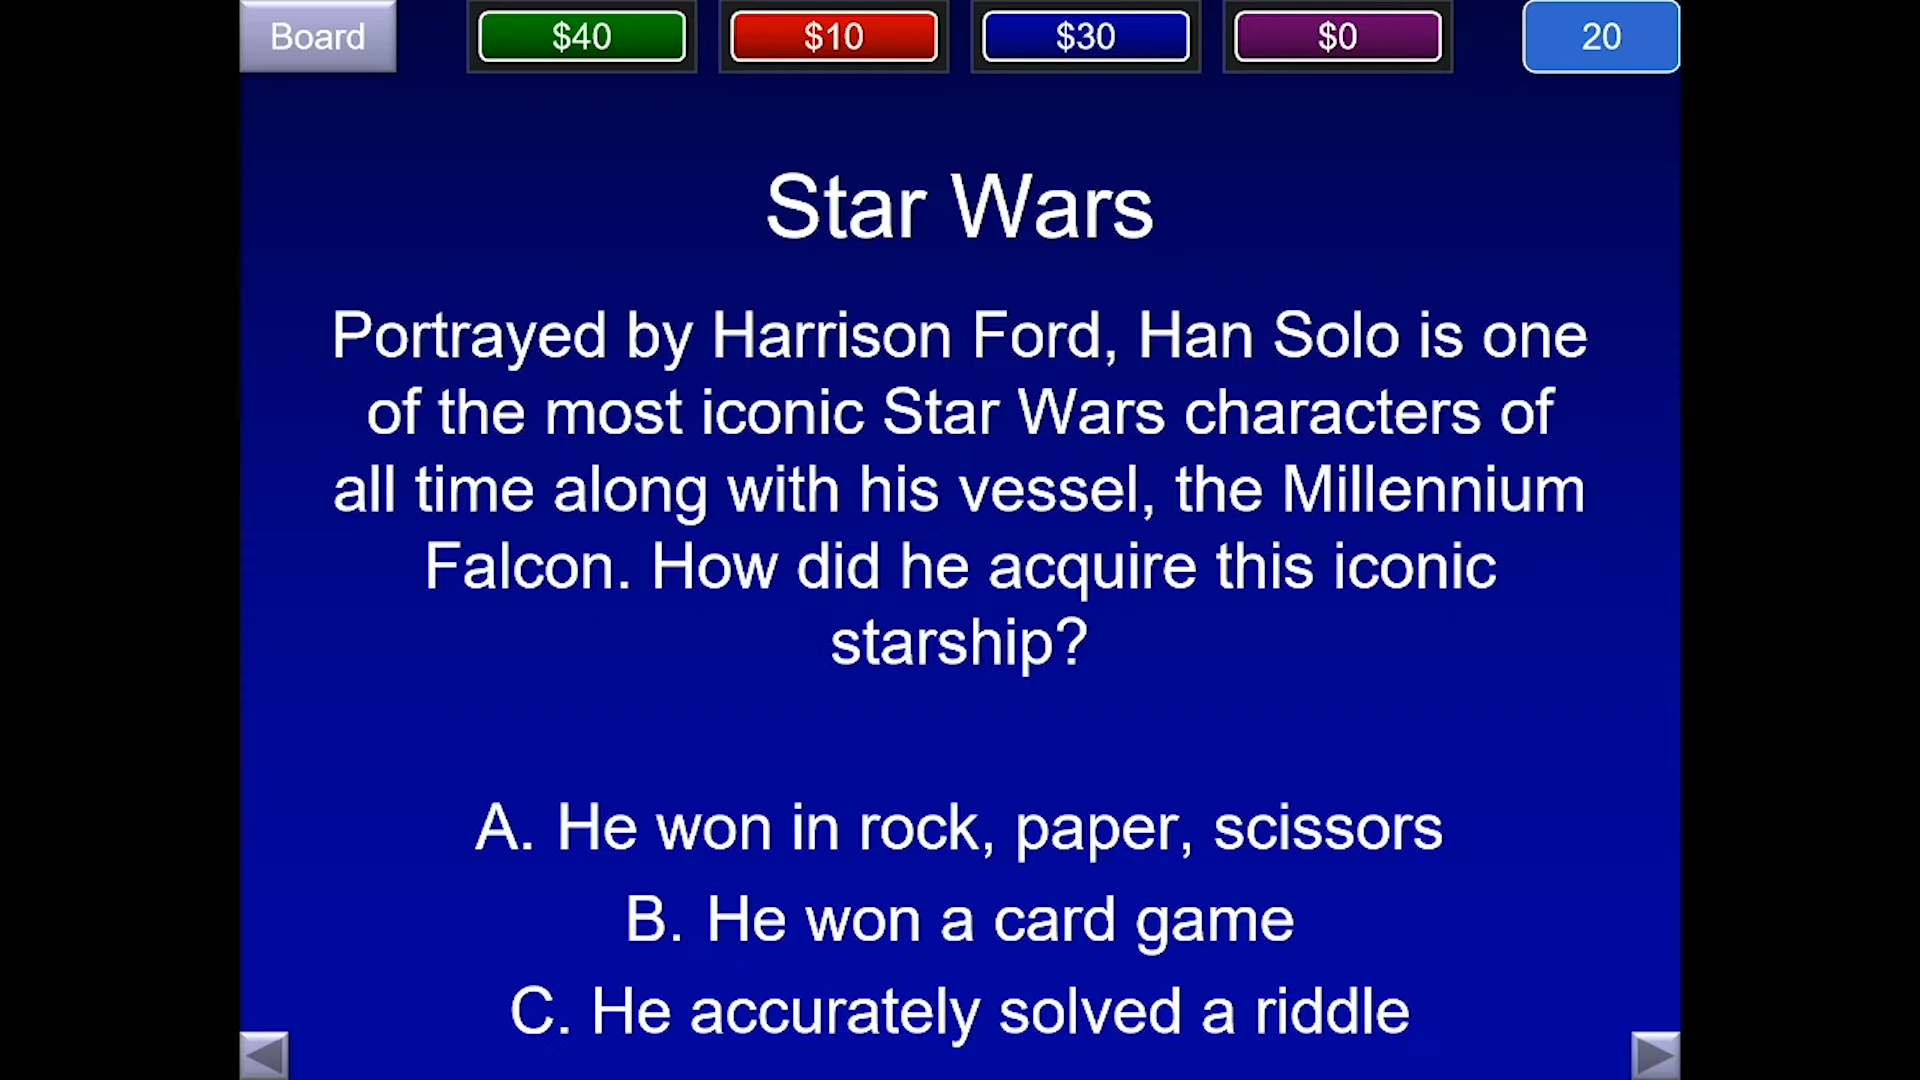 Board
$40
$10
$30
$0
20
Star Wars
Portrayed by Harrison Ford, Han Solo is one
of the most iconic Star Wars characters of
all time along with his vessel, the Millennium
Falcon. How did he acquire this iconic
starship?
A. He won in rock, paper, scissors
B. He won a card game
C. He accurately solved a riddle